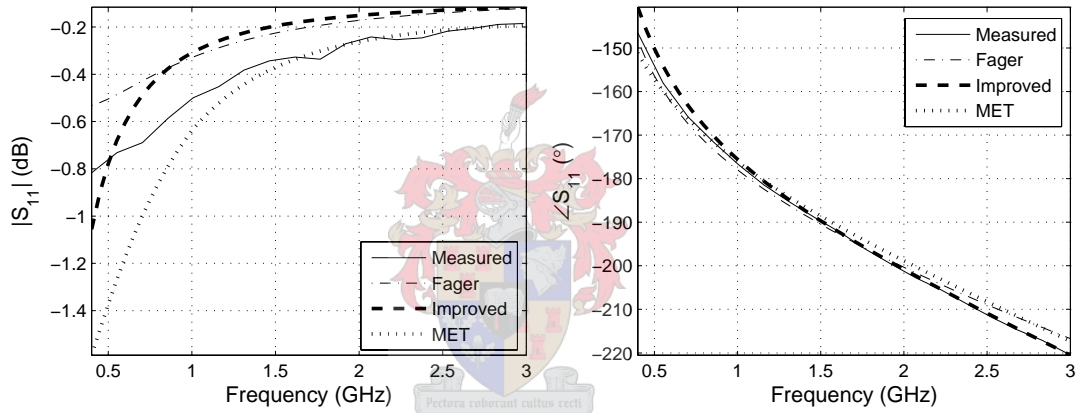 −0.2
−0.4
−0.6
−0.8
−1
−1.2
−1.4
|S11| (dB)
0.5 1 1.5 2 2.5 3
Frequency (GHz)
Measured
Fager
Improved
MET
−150
−160
−170
−180
−190
−200
−210
−220
∠S11 (°)
0.5 1 1.5 2 2.5 3
Frequency (GHz)
Measured
Fager
Improved
MET
Pectora roborant cultus recti